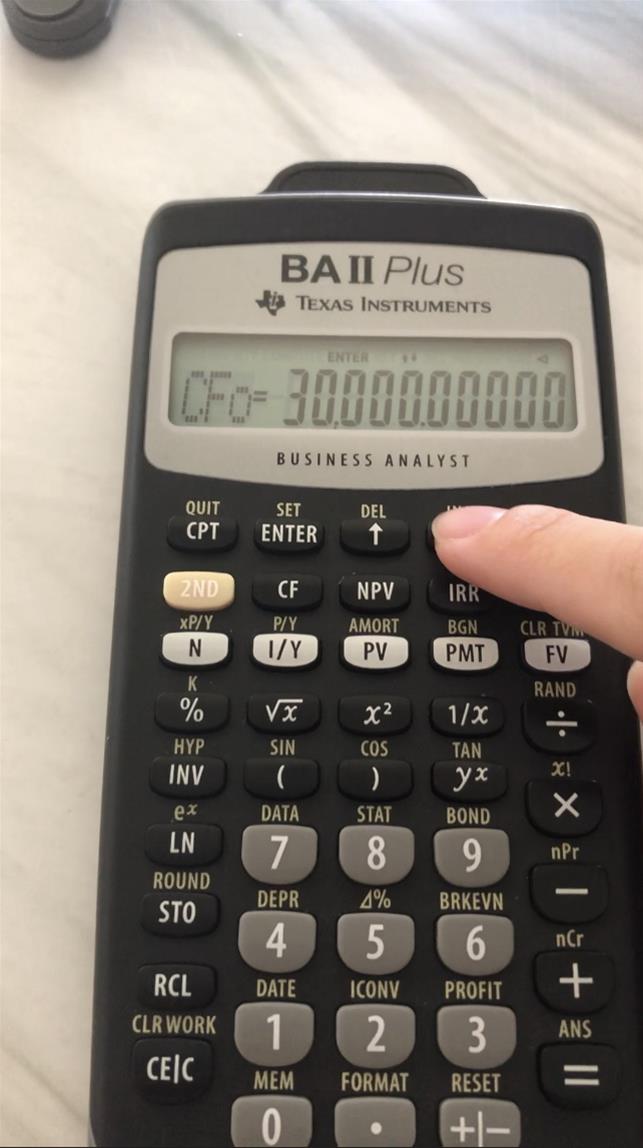 BA II Plus
TEXAS INSTRUMENTS
ENTER
CFo= 30,000.00000
BUSINESS ANALYST
QUIT SET DEL
CPT ENTER ↑
2ND CF NPV IRR
xP/Y P/Y AMORT BGN CLR TVM
N I/Y PV PMT FV
K RAND
% √x x² 1/x ÷
HYP SIN COS TAN x!
INV ( ) yˣ ×
eˣ DATA STAT BOND nPr
LN 7 8 9 −
ROUND DEPR Δ% BRKEVN nCr
STO 4 5 6 +
RCL DATE ICONV PROFIT ANS
CLR WORK 1 2 3 =
CE|C MEM FORMAT RESET
0 . +|−